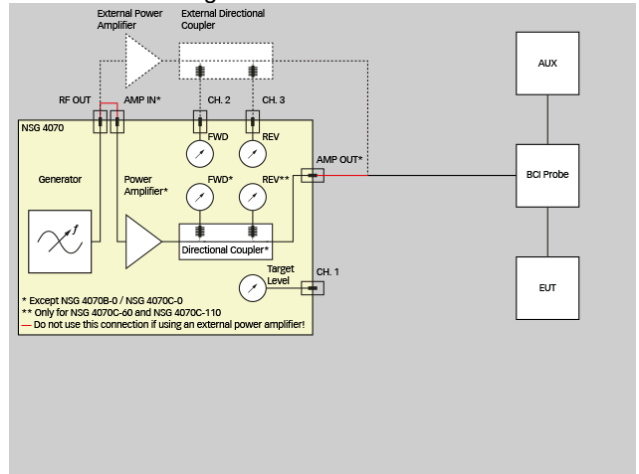 External Power
Amplifier
External Directional
Coupler
RF OUT
AMP IN*
CH. 2
CH. 3
NSG 4070
FWD
REV
AMP OUT*
Generator
Power
Amplifier*
FWD*
REV**
Directional Coupler*
Target
Level
CH. 1
* Except NSG 4070B-0 / NSG 4070C-0
** Only for NSG 4070C-60 and NSG 4070C-110
— Do not use this connection if using an external power amplifier!
AUX
BCI Probe
EUT